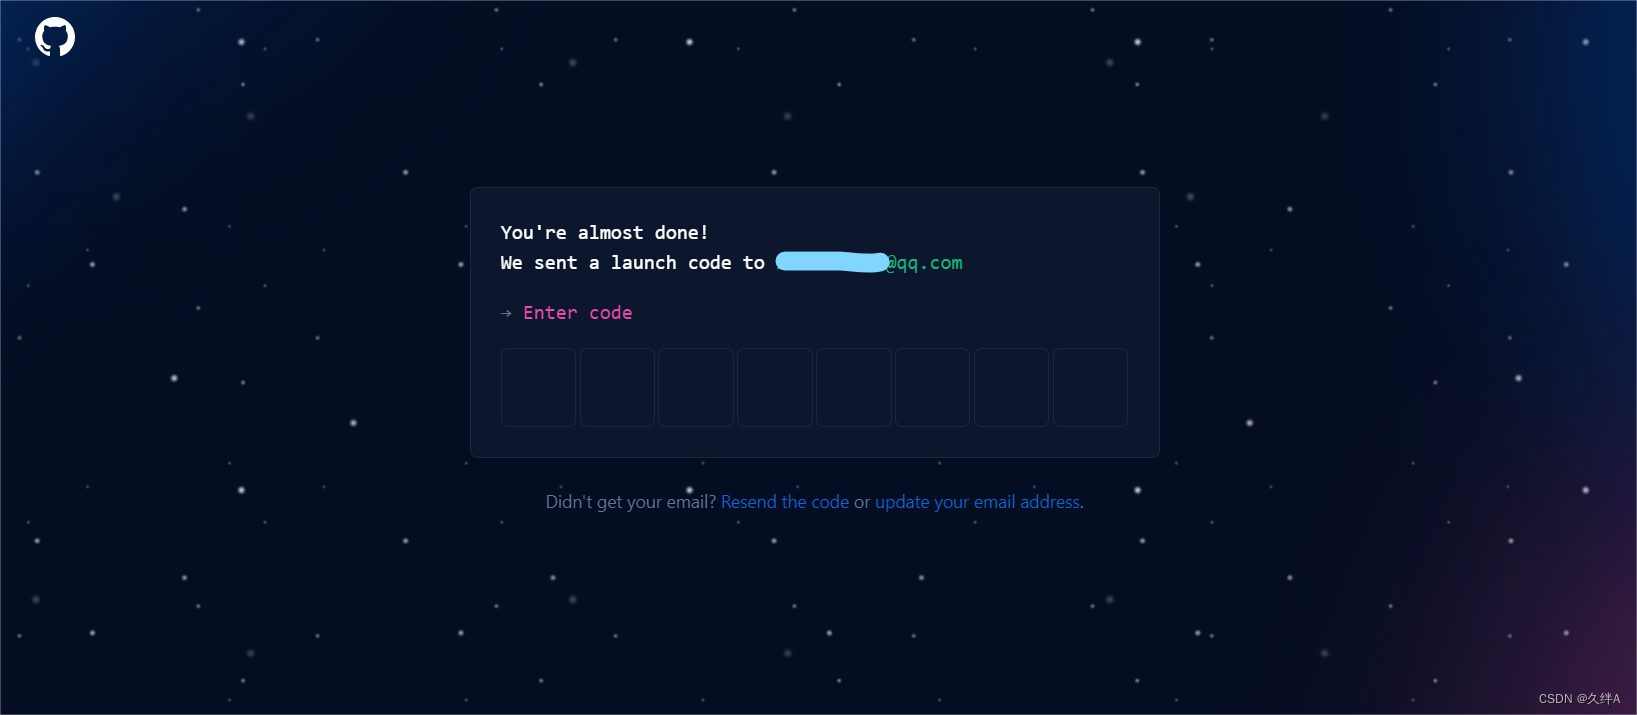 You're almost done!
We sent a launch code to @qq.com
→ Enter code
Didn't get your email? Resend the code or update your email address.
CSDN @久绊A